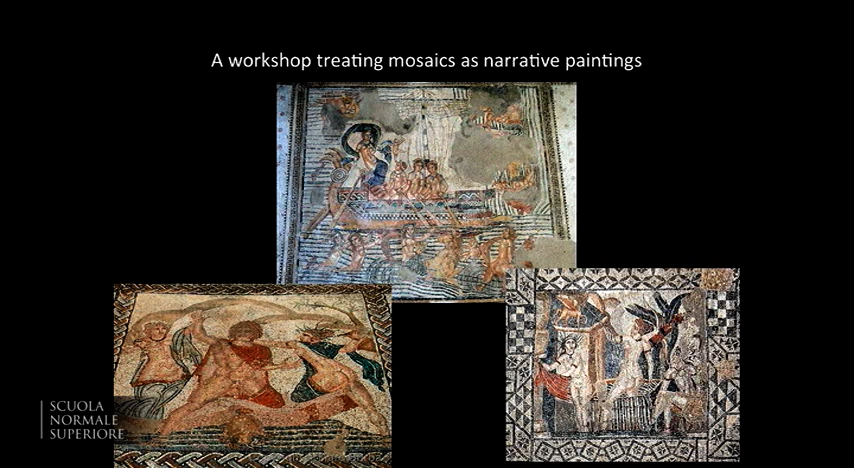 A workshop treating mosaics as narrative paintings
SCUOLA
NORMALE
SUPERIORE